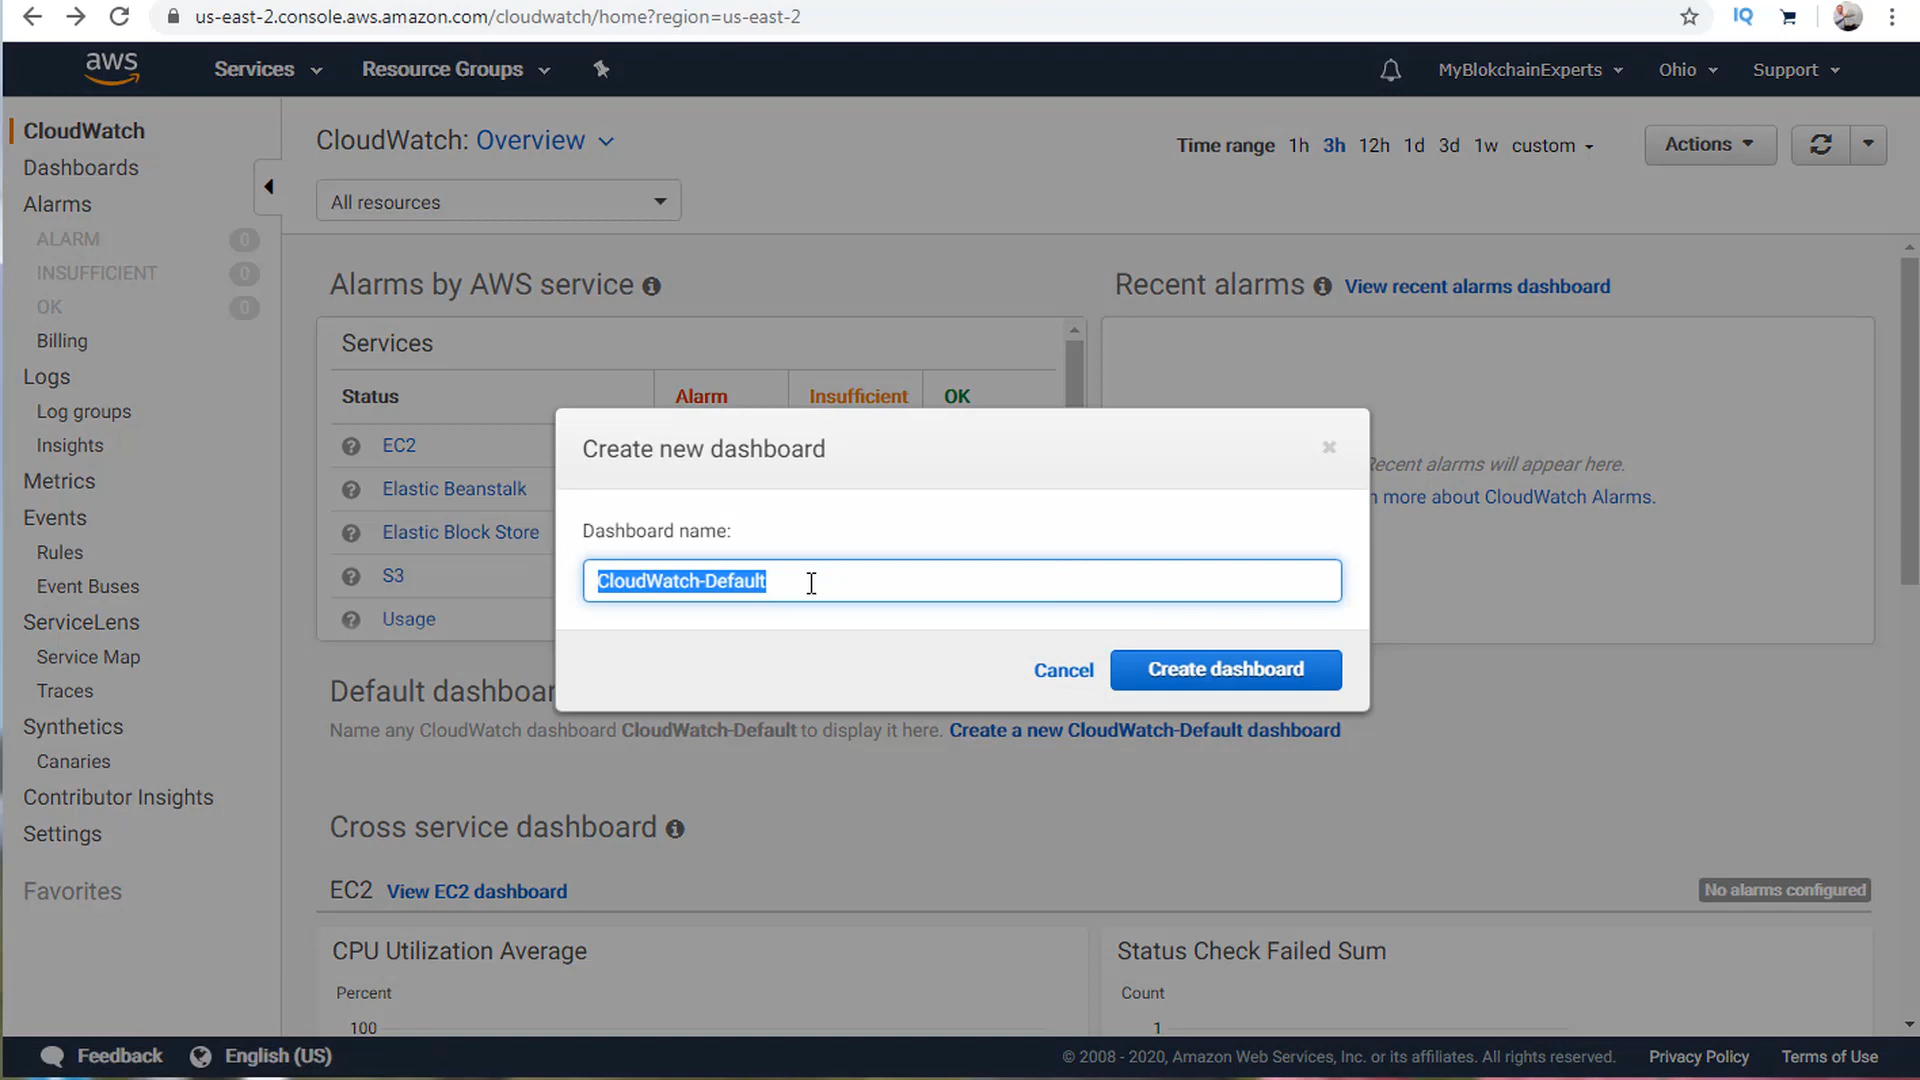 us-east-2.console.aws.amazon.com/cloudwatch/home?region=us-east-2
IQ
aws Services Resource Groups MyBlokchainExperts Ohio Support
CloudWatch
Dashboards
Alarms
ALARM 0
INSUFFICIENT 0
OK 0
Billing
Logs
Log groups
Insights
Metrics
Events
Rules
Event Buses
ServiceLens
Service Map
Traces
Synthetics
Canaries
Contributor Insights
Settings
Favorites
CloudWatch: Overview
Time range 1h 3h 12h 1d 3d 1w custom
Actions
All resources
Alarms by AWS service
Services
Status Alarm Insufficient OK
EC2
Elastic Beanstalk
Elastic Block Store
S3
Usage
Recent alarms View recent alarms dashboard
Recent alarms will appear here.
more about CloudWatch Alarms.
Create new dashboard
Dashboard name:
CloudWatch-Default
Cancel Create dashboard
Default dashboar
Name any CloudWatch dashboard CloudWatch-Default to display it here. Create a new CloudWatch-Default dashboard
Cross service dashboard
EC2 View EC2 dashboard
No alarms configured
CPU Utilization Average
Percent
100
Status Check Failed Sum
Count
1
Feedback English (US)
© 2008 - 2020, Amazon Web Services, Inc. or its affiliates. All rights reserved. Privacy Policy Terms of Use